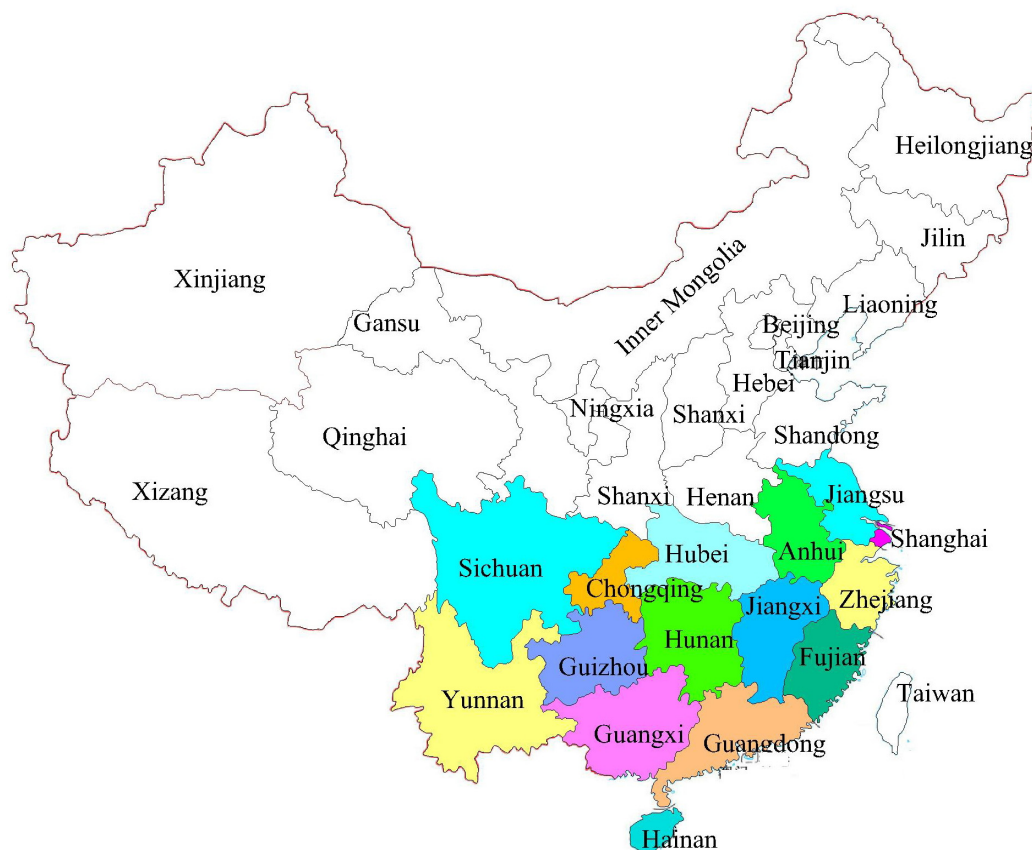 Heilongjiang
Jilin
Xinjiang
Inner Mongolia
Liaoning
Gansu
Beijing
Tianjin
Hebei
Ningxia
Shanxi
Qinghai
Shandong
Xizang
Shanxi
Henan
Jiangsu
Shanghai
Hubei
Anhui
Sichuan
Chongqing
Jiangxi
Zhejiang
Hunan
Fujian
Guizhou
Taiwan
Yunnan
Guangxi
Guangdong
Hainan